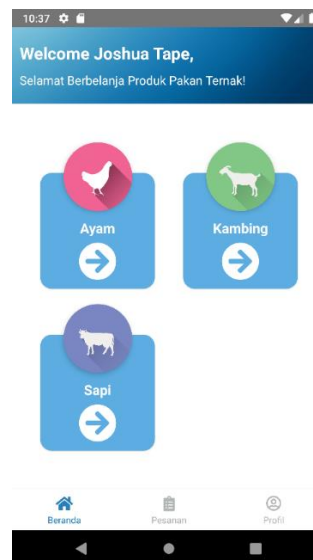 10:37
Welcome Joshua Tape,
Selamat Berbelanja Produk Pakan Ternak!
Ayam
Kambing
Sapi
Beranda
Pesanan
Profil